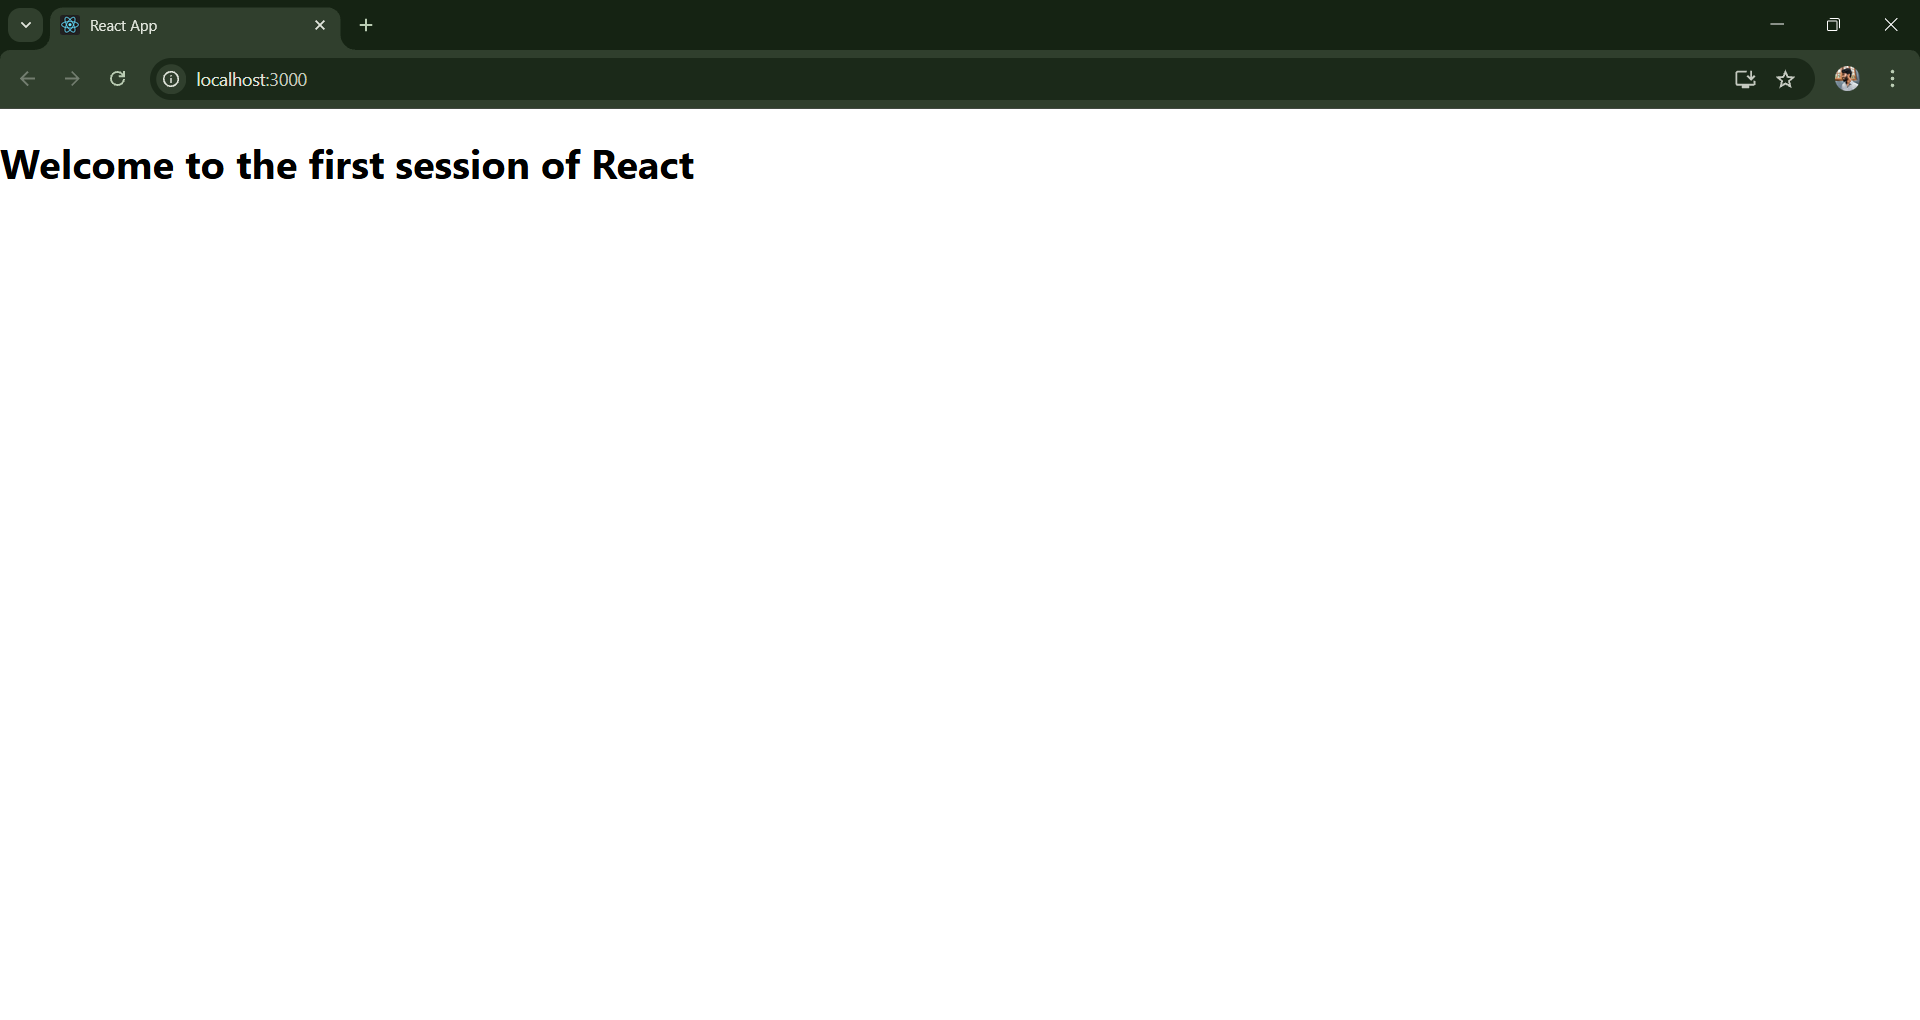 React App
localhost:3000
Welcome to the first session of React